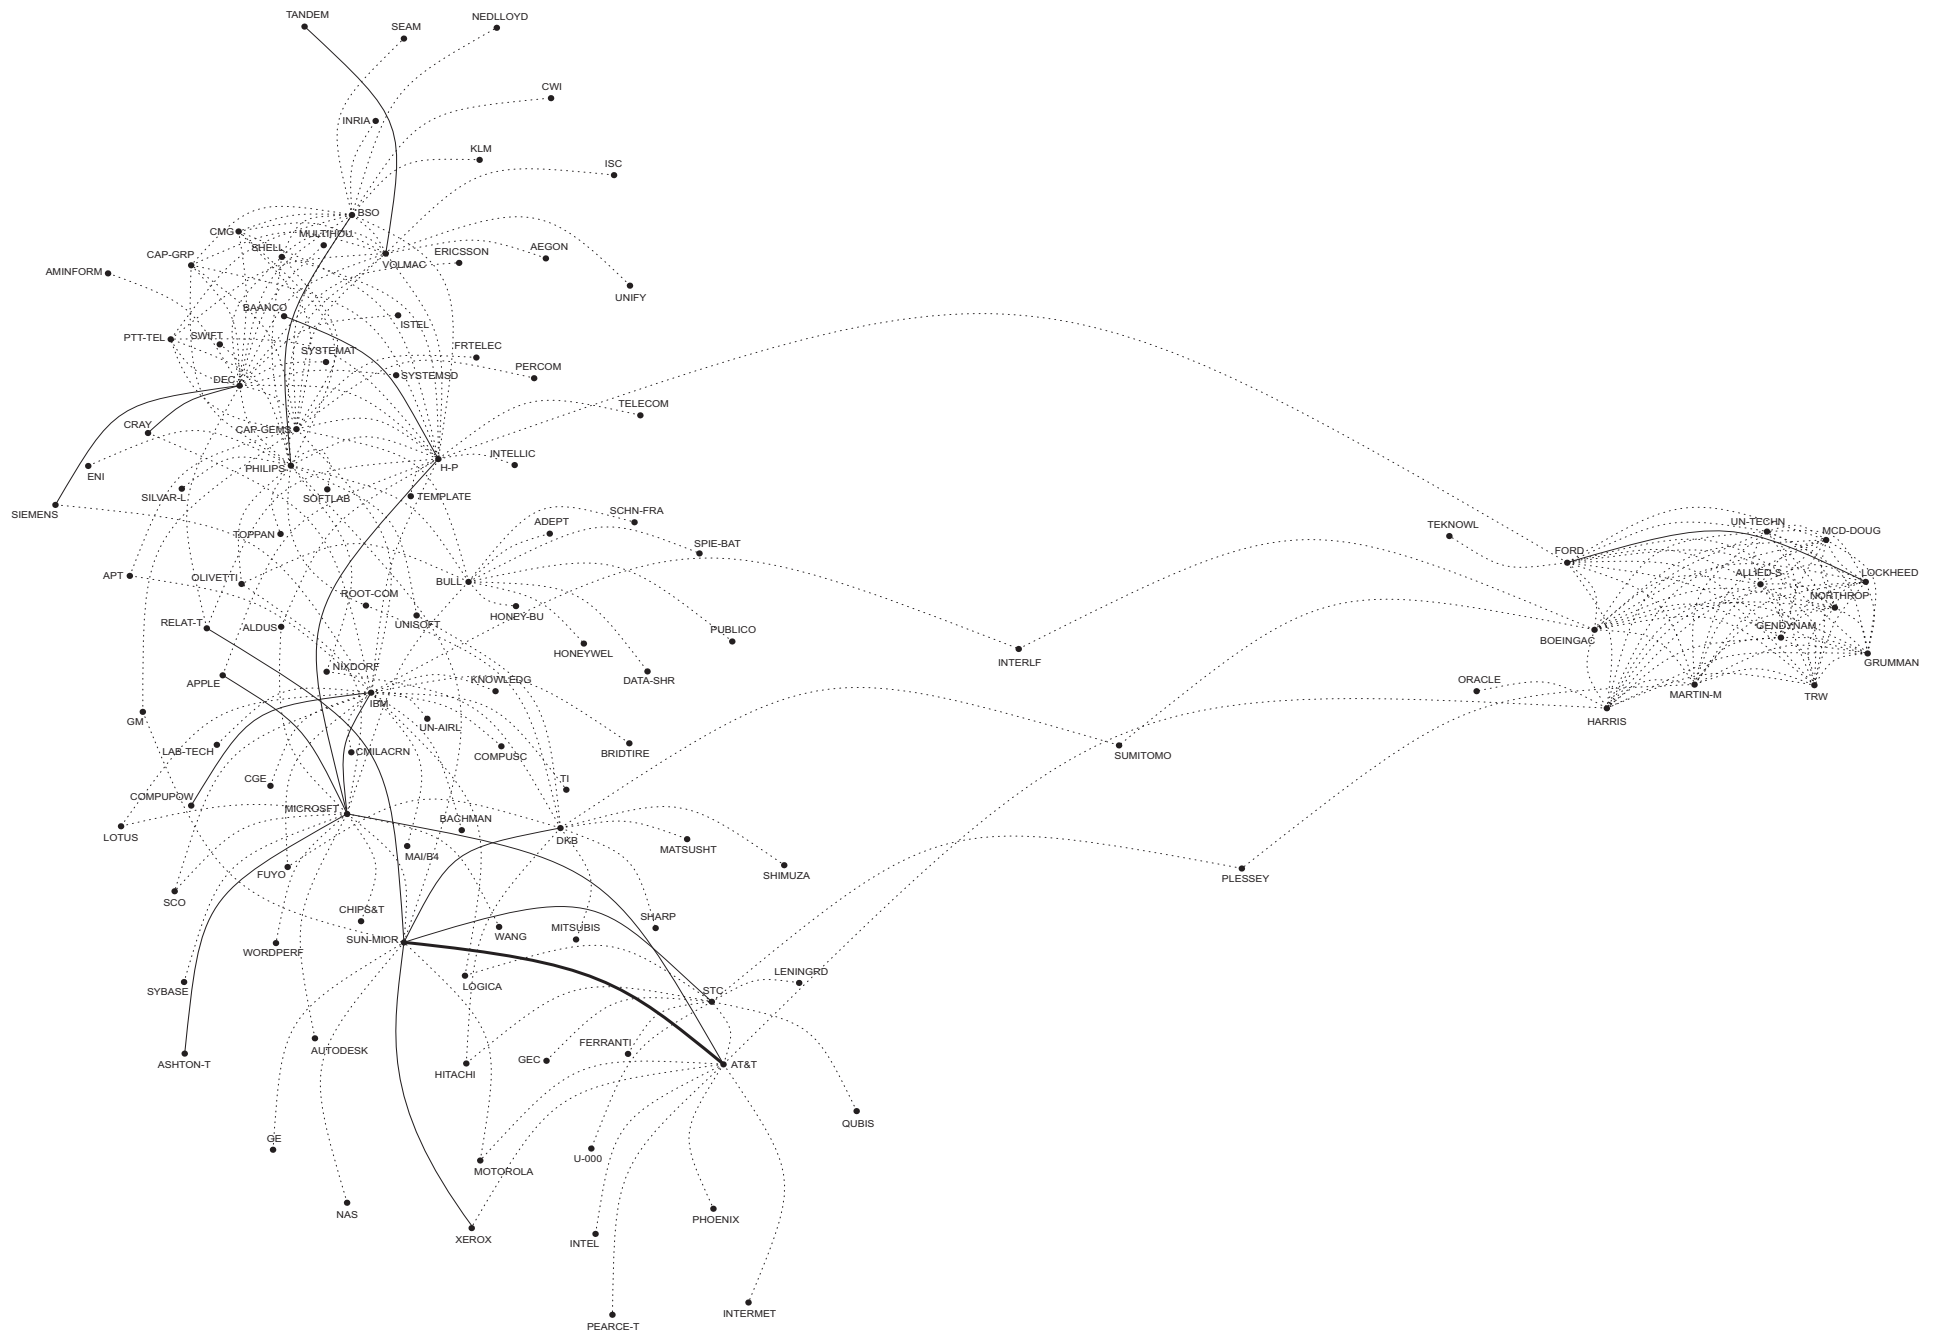 TANDEM
SEAM
NEDLLOYD
CWI
INRIA
KLM
ISC
BSO
CMG
MULTIHOU
SHELL
CAP-GRP
VOLMAC
ERICSSON
AEGON
AMINFORM
UNIFY
BAANCO
ISTEL
PTT-TEL
SWIFT
FRTELEC
SYSTEMAT
PERCOM
SYSTEMSD
DEC
TELECOM
CRAY
CAP-GEMS
INTELLIC
H-P
PHILIPS
ENI
SILVAR-L
SOFTLAB
TEMPLATE
SIEMENS
SCHN-FRA
ADEPT
UN-TECHN
TEKNOWL
MCD-DOUG
TOPPAN
SPIE-BAT
FORD
APT
OLIVETTI
BULL
ALLIED-S
LOCKHEED
ROOT-COM
NORTHROP
HONEY-BU
RELAT-T
ALDUS
UNISOFT
PUBLICO
GENDYNAM
BOEINGAC
HONEYWEL
INTERLF
GRUMMAN
NIXDORF
APPLE
KNOWLEDG
DATA-SHR
ORACLE
MARTIN-M
TRW
IBM
GM
UN-AIRL
HARRIS
LAB-TECH
CMILACRN
COMPUSC
BRIDTIRE
SUMITOMO
CGE
TI
COMPUPOW
MICROSFT
LOTUS
BACHMAN
DKB
MATSUSHT
MAI/B4
FUYO
SHIMUZA
PLESSEY
SCO
CHIPS&T
SHARP
SUN-MICR
WANG
MITSUBIS
WORDPERF
LENINGRD
SYBASE
LOGICA
STC
FERRANTI
AUTODESK
ASHTON-T
HITACHI
GEC
AT&T
QUBIS
GE
U-000
MOTOROLA
NAS
PHOENIX
XEROX
INTEL
INTERMET
PEARCE-T